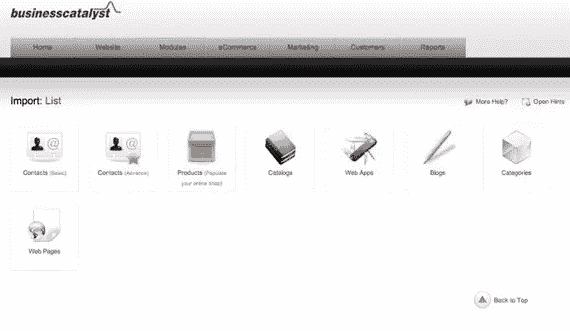 businesscatalyst
Home Website Modules eCommerce Marketing Customers Reports
Import: List
More Help? Open Hints
Contacts (Basic) Contacts (Advance) Products (Populate your online shop) Catalogs Web Apps Blogs Categories
Web Pages
Back to Top